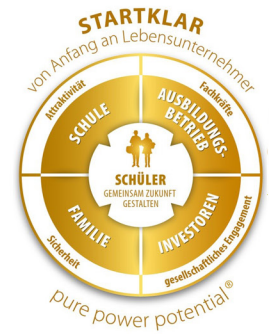 STARTKLAR
von Anfang an Lebensunternehmer
Attraktivität
Fachkräfte
SCHULE
AUSBILDUNGS-
BETRIEB
SCHÜLER
GEMEINSAM ZUKUNFT
GESTALTEN
FAMILIE
INVESTOREN
Sicherheit
gesellschaftliches Engagement
pure power potential®